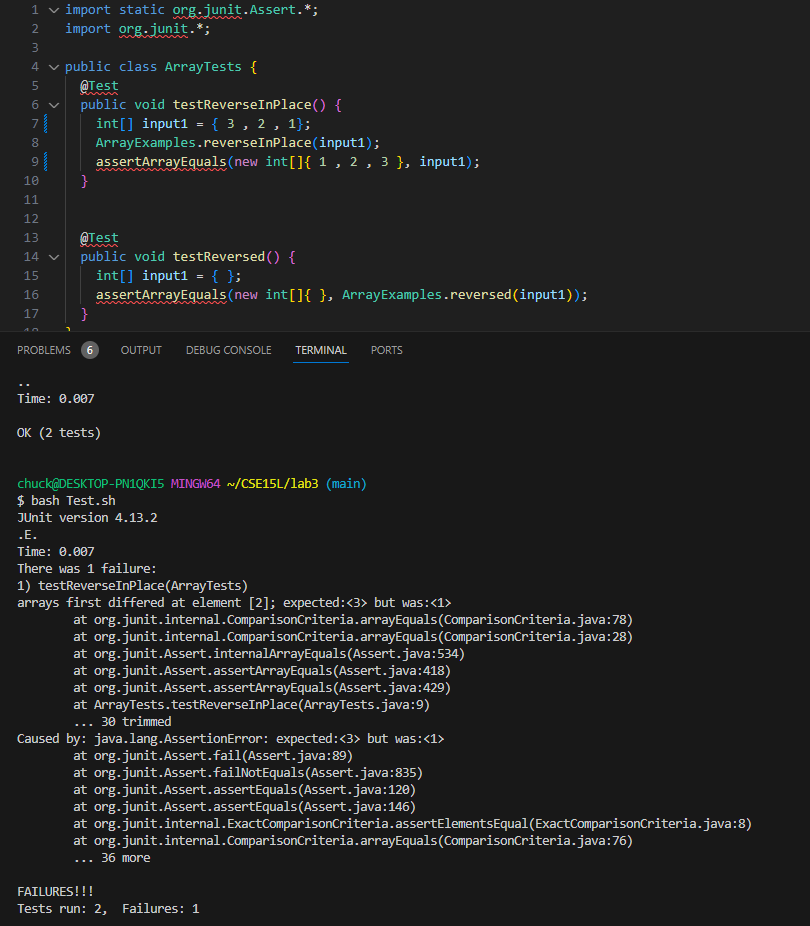 1 import static org.junit.Assert.*;
2 import org.junit.*;
3
4 public class ArrayTests {
5 @Test
6 public void testReverseInPlace() {
7 int[] input1 = { 3 , 2 , 1};
8 ArrayExamples.reverseInPlace(input1);
9 assertArrayEquals(new int[]{ 1 , 2 , 3 }, input1);
10 }
11
12
13 @Test
14 public void testReversed() {
15 int[] input1 = { };
16 assertArrayEquals(new int[]{ }, ArrayExamples.reversed(input1));
17 }
18 }
PROBLEMS 6 OUTPUT DEBUG CONSOLE TERMINAL PORTS
..
Time: 0.007
OK (2 tests)
chuck@DESKTOP-PN1QKI5 MINGW64 ~/CSE15L/lab3 (main)
$ bash Test.sh
JUnit version 4.13.2
.E.
Time: 0.007
There was 1 failure:
1) testReverseInPlace(ArrayTests)
arrays first differed at element [2]; expected:<3> but was:<1>
at org.junit.internal.ComparisonCriteria.arrayEquals(ComparisonCriteria.java:78)
at org.junit.internal.ComparisonCriteria.arrayEquals(ComparisonCriteria.java:28)
at org.junit.Assert.internalArrayEquals(Assert.java:534)
at org.junit.Assert.assertArrayEquals(Assert.java:418)
at org.junit.Assert.assertArrayEquals(Assert.java:429)
at ArrayTests.testReverseInPlace(ArrayTests.java:9)
... 30 trimmed
Caused by: java.lang.AssertionError: expected:<3> but was:<1>
at org.junit.Assert.fail(Assert.java:89)
at org.junit.Assert.failNotEquals(Assert.java:835)
at org.junit.Assert.assertEquals(Assert.java:120)
at org.junit.Assert.assertEquals(Assert.java:146)
at org.junit.internal.ExactComparisonCriteria.assertElementsEqual(ExactComparisonCriteria.java:8)
at org.junit.internal.ComparisonCriteria.arrayEquals(ComparisonCriteria.java:76)
... 36 more
FAILURES!!!
Tests run: 2,  Failures: 1